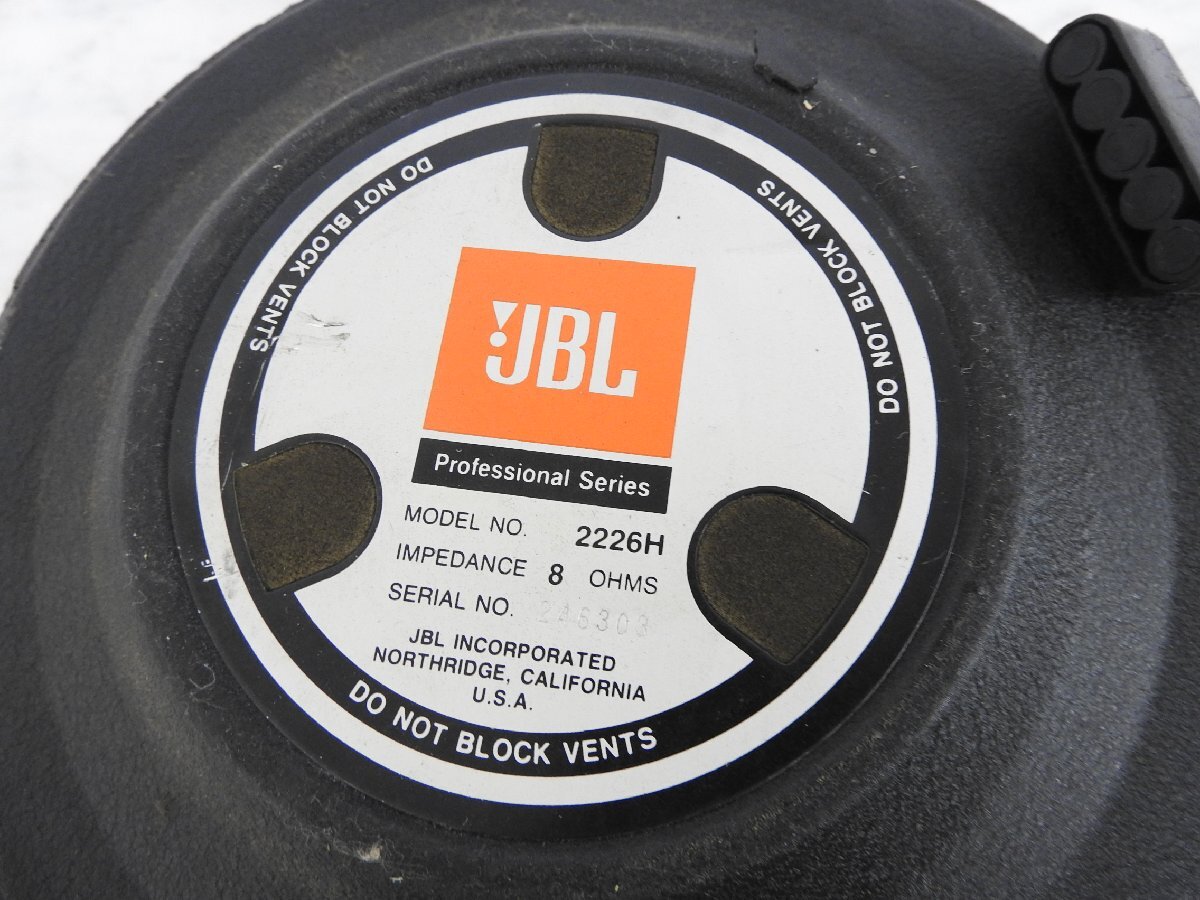 DO NOT BLOCK VENTS
DO NOT BLOCK VENTS
JBL
Professional Series
MODEL NO. 2226H
IMPEDANCE 8 OHMS
SERIAL NO. 246303
JBL INCORPORATED
NORTHRIDGE, CALIFORNIA
U.S.A.
DO NOT BLOCK VENTS